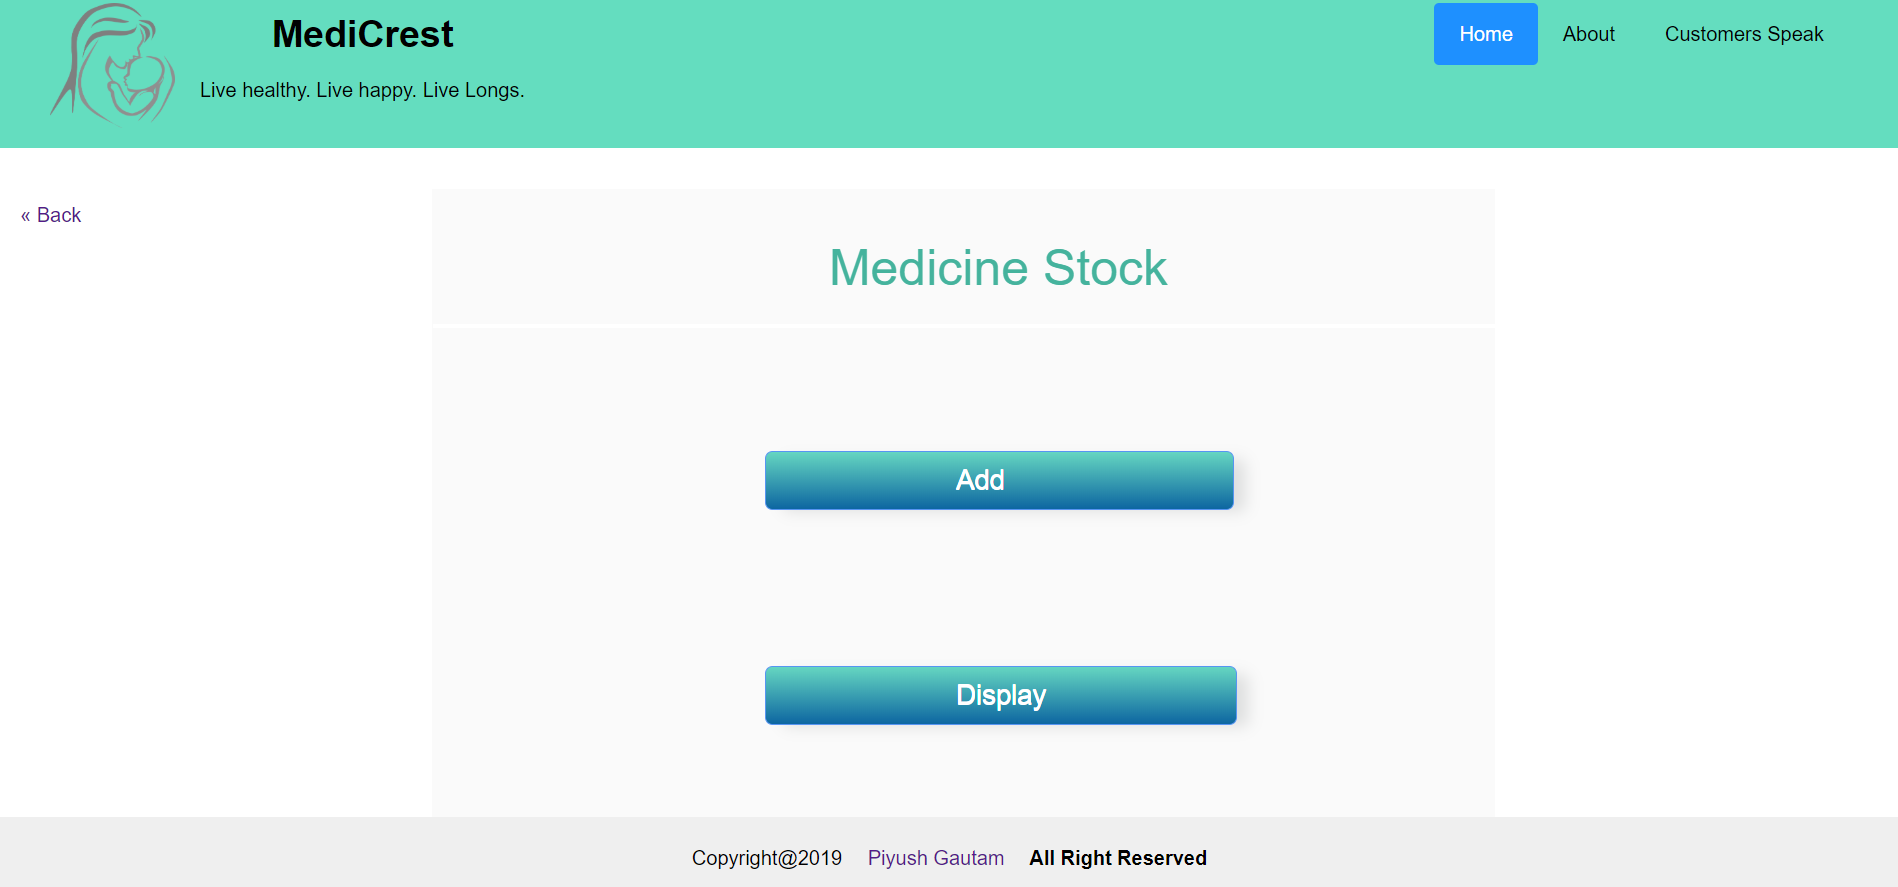 MediCrest
Live healthy. Live happy. Live Longs.
Home About Customers Speak
« Back
Medicine Stock
Add
Display
Copyright@2019 Piyush Gautam All Right Reserved